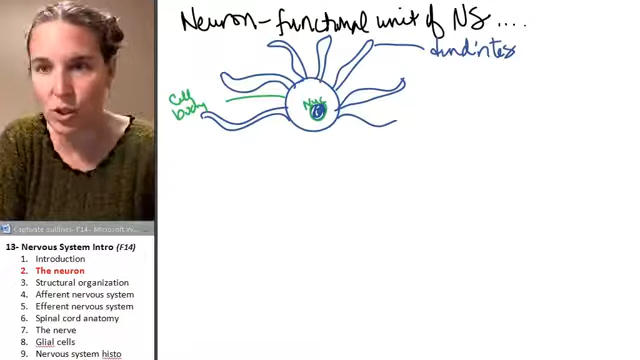 Neuron - functional unit of NS ....
dendrites
Cell
body
Nuc
Captivate outlines- F14- Microsoft W...
13- Nervous System Intro (F14)
1. Introduction
2. The neuron
3. Structural organization
4. Afferent nervous system
5. Efferent nervous system
6. Spinal cord anatomy
7. The nerve
8. Glial cells
9. Nervous system histo